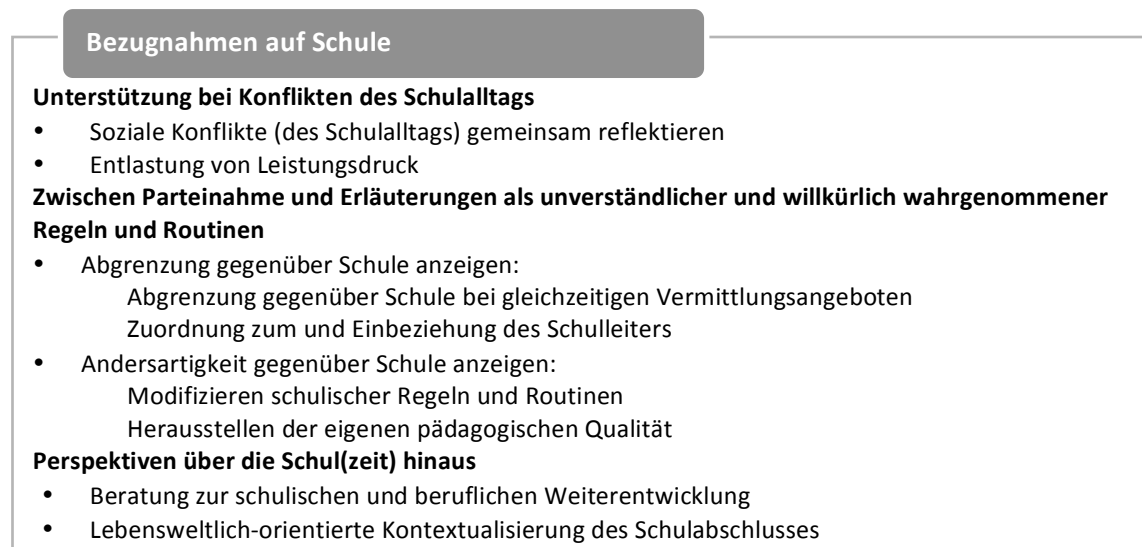 Bezugnahmen auf Schule
Unterstützung bei Konflikten des Schulalltags
• Soziale Konflikte (des Schulalltags) gemeinsam reflektieren
• Entlastung von Leistungsdruck
Zwischen Parteinahme und Erläuterungen als unverständlicher und willkürlich wahrgenommener
Regeln und Routinen
• Abgrenzung gegenüber Schule anzeigen:
Abgrenzung gegenüber Schule bei gleichzeitigen Vermittlungsangeboten
Zuordnung zum und Einbeziehung des Schulleiters
• Andersartigkeit gegenüber Schule anzeigen:
Modifizieren schulischer Regeln und Routinen
Herausstellen der eigenen pädagogischen Qualität
Perspektiven über die Schul(zeit) hinaus
• Beratung zur schulischen und beruflichen Weiterentwicklung
• Lebensweltlich-orientierte Kontextualisierung des Schulabschlusses